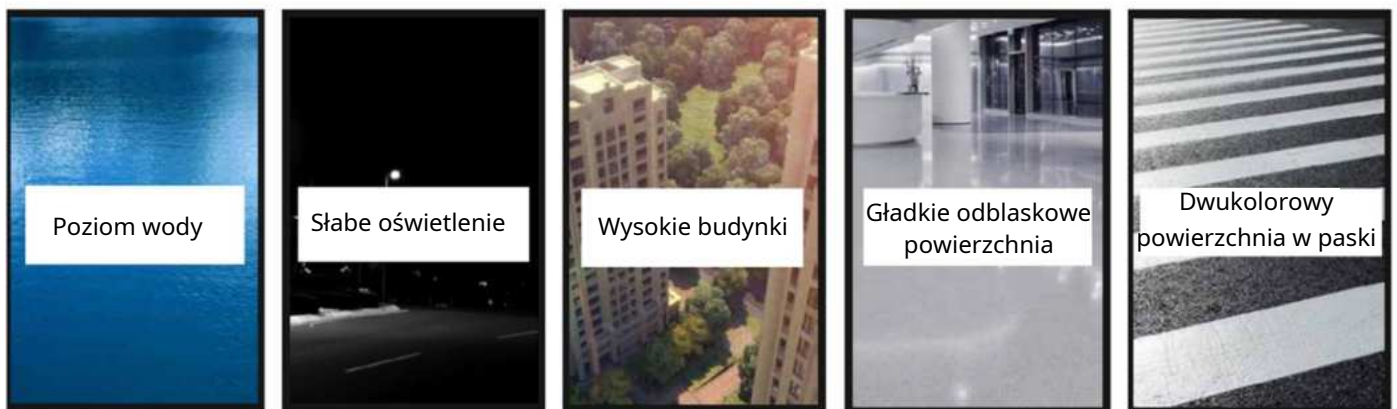 Poziom wody
Słabe oświetlenie
Wysokie budynki
Gładkie odblaskowe
powierzchnia
Dwukolorowy
powierzchnia w paski